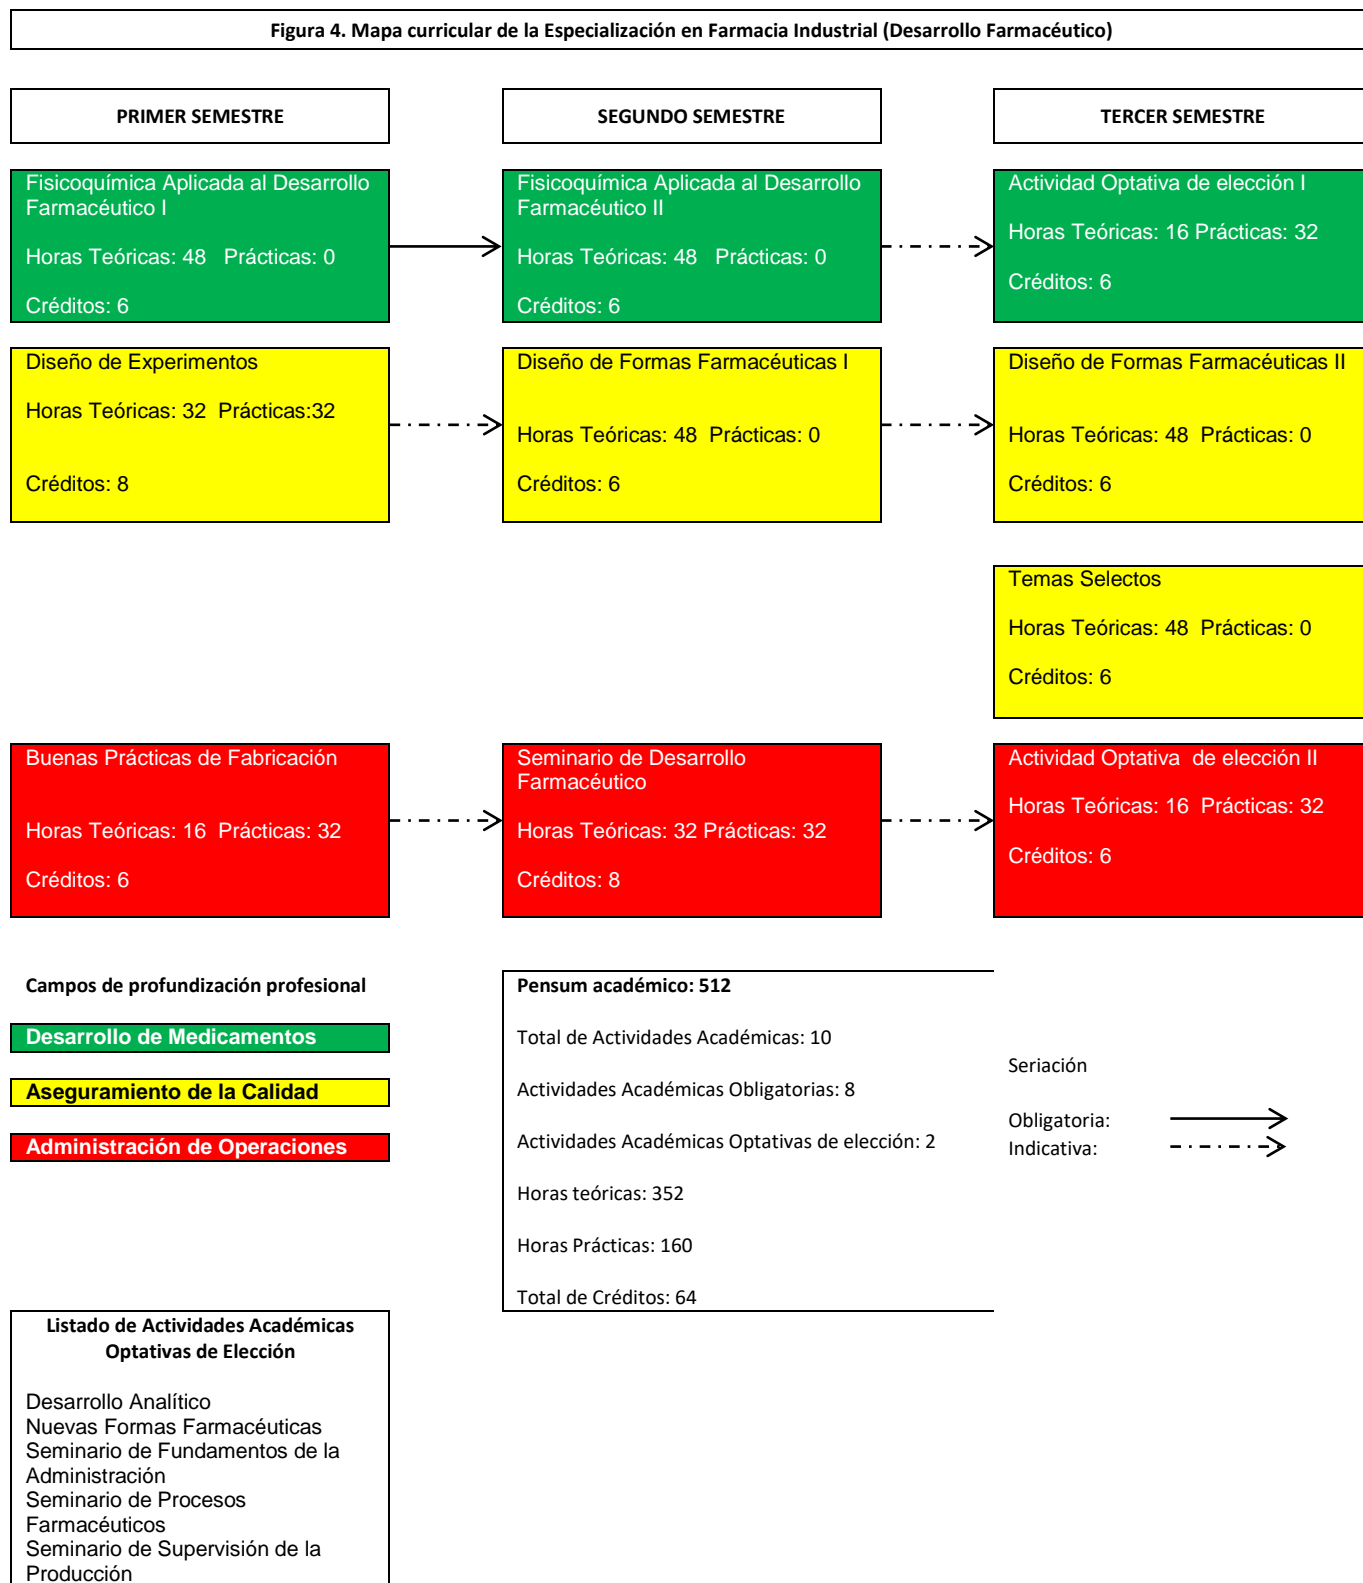 Figura 4. Mapa curricular de la Especialización en Farmacia Industrial (Desarrollo Farmacéutico)
PRIMER SEMESTRE
SEGUNDO SEMESTRE
TERCER SEMESTRE
Fisicoquímica Aplicada al Desarrollo
Farmacéutico I
Horas Teóricas: 48   Prácticas: 0
Créditos: 6
Fisicoquímica Aplicada al Desarrollo
Farmacéutico II
Horas Teóricas: 48   Prácticas: 0
Créditos: 6
Actividad Optativa de elección I
Horas Teóricas: 16 Prácticas: 32
Créditos: 6
Diseño de Experimentos
Horas Teóricas: 32  Prácticas:32
Créditos: 8
Diseño de Formas Farmacéuticas I
Horas Teóricas: 48  Prácticas: 0
Créditos: 6
Diseño de Formas Farmacéuticas II
Horas Teóricas: 48  Prácticas: 0
Créditos: 6
Temas Selectos
Horas Teóricas: 48  Prácticas: 0
Créditos: 6
Buenas Prácticas de Fabricación
Horas Teóricas: 16  Prácticas: 32
Créditos: 6
Seminario de Desarrollo
Farmacéutico
Horas Teóricas: 32 Prácticas: 32
Créditos: 8
Actividad Optativa  de elección II
Horas Teóricas: 16  Prácticas: 32
Créditos: 6
Campos de profundización profesional
Desarrollo de Medicamentos
Aseguramiento de la Calidad
Administración de Operaciones
Pensum académico: 512
Total de Actividades Académicas: 10
Actividades Académicas Obligatorias: 8
Actividades Académicas Optativas de elección: 2
Horas teóricas: 352
Horas Prácticas: 160
Total de Créditos: 64
Seriación
Obligatoria:
Indicativa:
Listado de Actividades Académicas
Optativas de Elección
Desarrollo Analítico
Nuevas Formas Farmacéuticas
Seminario de Fundamentos de la
Administración
Seminario de Procesos
Farmacéuticos
Seminario de Supervisión de la
Producción